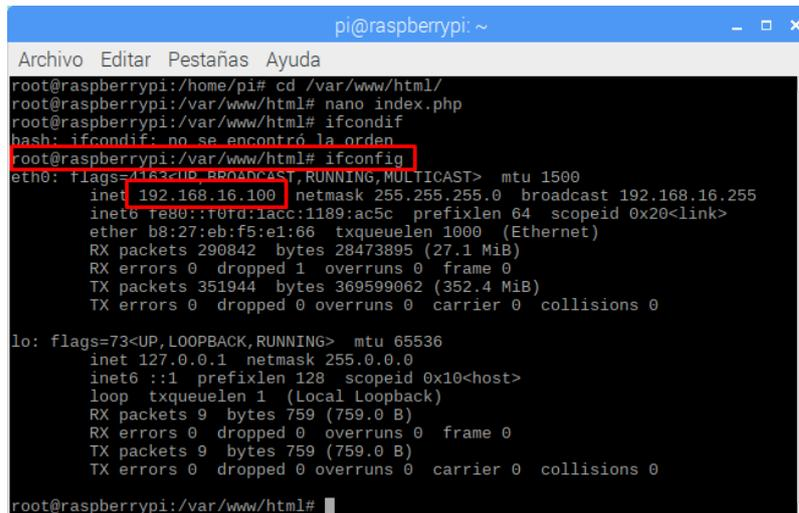 pi@raspberrypi: ~
Archivo Editar Pestañas Ayuda
root@raspberrypi:/home/pi# cd /var/www/html/
root@raspberrypi:/var/www/html# nano index.php
root@raspberrypi:/var/www/html# ifcondif
bash: ifcondif: no se encontró la orden
root@raspberrypi:/var/www/html# ifconfig
eth0: flags=4163<UP,BROADCAST,RUNNING,MULTICAST>  mtu 1500
        inet 192.168.16.100  netmask 255.255.255.0  broadcast 192.168.16.255
        inet6 fe80::f0fd:1acc:1189:ac5c  prefixlen 64  scopeid 0x20<link>
        ether b8:27:eb:f5:e1:66  txqueuelen 1000  (Ethernet)
        RX packets 290842  bytes 28473895 (27.1 MiB)
        RX errors 0  dropped 1  overruns 0  frame 0
        TX packets 351944  bytes 369599062 (352.4 MiB)
        TX errors 0  dropped 0 overruns 0  carrier 0  collisions 0
lo: flags=73<UP,LOOPBACK,RUNNING>  mtu 65536
        inet 127.0.0.1  netmask 255.0.0.0
        inet6 ::1  prefixlen 128  scopeid 0x10<host>
        loop  txqueuelen 1  (Local Loopback)
        RX packets 9  bytes 759 (759.0 B)
        RX errors 0  dropped 0  overruns 0  frame 0
        TX packets 9  bytes 759 (759.0 B)
        TX errors 0  dropped 0 overruns 0  carrier 0  collisions 0
root@raspberrypi:/var/www/html#